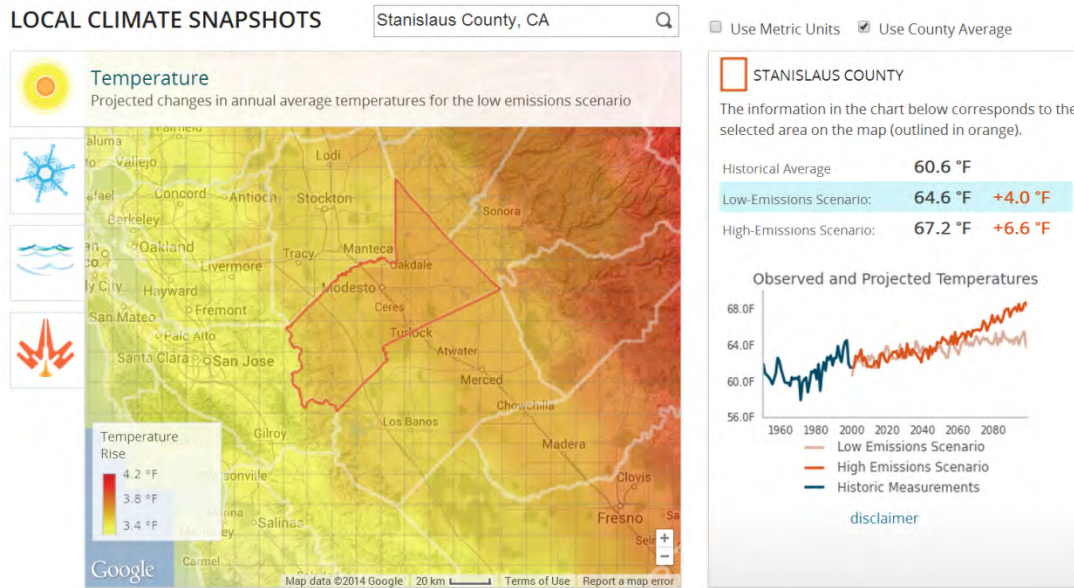 LOCAL CLIMATE SNAPSHOTS
Stanislaus County, CA
Use Metric Units
Use County Average
Temperature
Projected changes in annual average temperatures for the low emissions scenario
Fairfield
aluma
Vallejo
Lodi
afael
Concord
Antioch
Stockton
Sonora
Berkeley
Oakland
Tracy
Manteca
co
Livermore
Oakdale
ly City
Hayward
Modesto
San Mateo
Fremont
Ceres
Palo Alto
Turlock
Santa Clara
San Jose
Atwater
Merced
Chowchilla
Los Banos
Gilroy
Madera
Temperature
Rise
4.2 °F
3.8 °F
3.4 °F
Clovis
Salinas
Fresno
Carmel
Google
+
−
Map data ©2014 Google
20 km
Terms of Use
Report a map error
STANISLAUS COUNTY
The information in the chart below corresponds to the
selected area on the map (outlined in orange).
Historical Average 60.6 °F
Low-Emissions Scenario: 64.6 °F +4.0 °F
High-Emissions Scenario: 67.2 °F +6.6 °F
Observed and Projected Temperatures
68.0F
64.0F
60.0F
56.0F
1960 1980 2000 2020 2040 2060 2080
Low Emissions Scenario
High Emissions Scenario
Historic Measurements
disclaimer